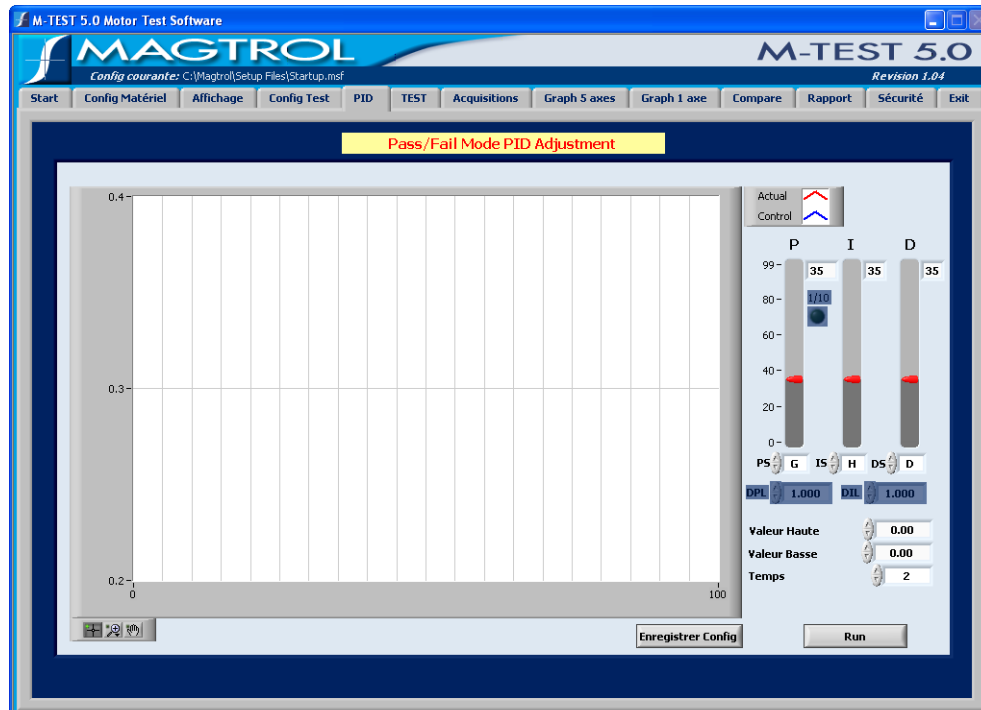 M-TEST 5.0 Motor Test Software
MAGTROL
M-TEST 5.0
Config courante: C:\Magtrol\Setup Files\Startup.msf
Revision 1.04
Start Config Matériel Affichage Config Test PID TEST Acquisitions Graph 5 axes Graph 1 axe Compare Rapport Sécurité Exit
Pass/Fail Mode PID Adjustment
0.4
0.3
0.2
0 100
Actual
Control
P I D
99
80
60
40
20
0
35 35 35
1/10
PS G IS H DS D
DPL 1.000 DIL 1.000
Valeur Haute 0.00
Valeur Basse 0.00
Temps 2
Enregistrer Config Run